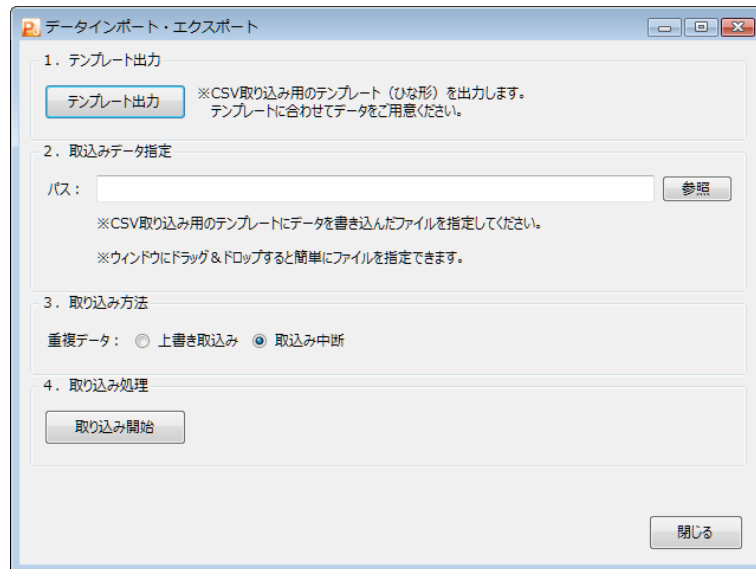 データインポート・エクスポート
1．テンプレート出力
テンプレート出力
※CSV取り込み用のテンプレート（ひな形）を出力します。
テンプレートに合わせてデータをご用意ください。
2．取込みデータ指定
パス：
参照
※CSV取り込み用のテンプレートにデータを書き込んだファイルを指定してください。
※ウィンドウにドラッグ＆ドロップすると簡単にファイルを指定できます。
3．取り込み方法
重複データ： 上書き取込み 取込み中断
4．取り込み処理
取り込み開始
閉じる